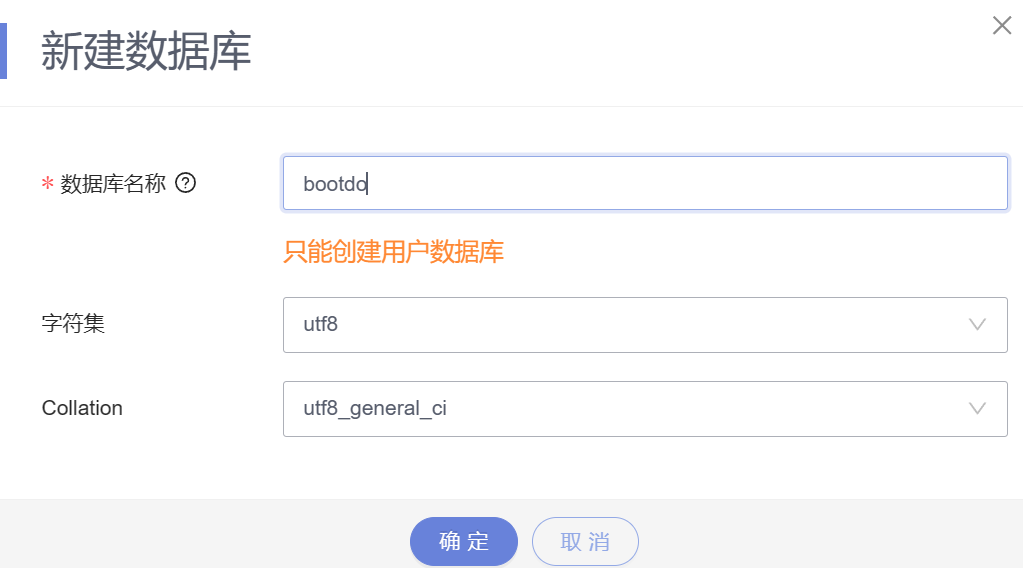 新建数据库
* 数据库名称 ?
bootdo
只能创建用户数据库
字符集
utf8
Collation
utf8_general_ci
确 定
取 消